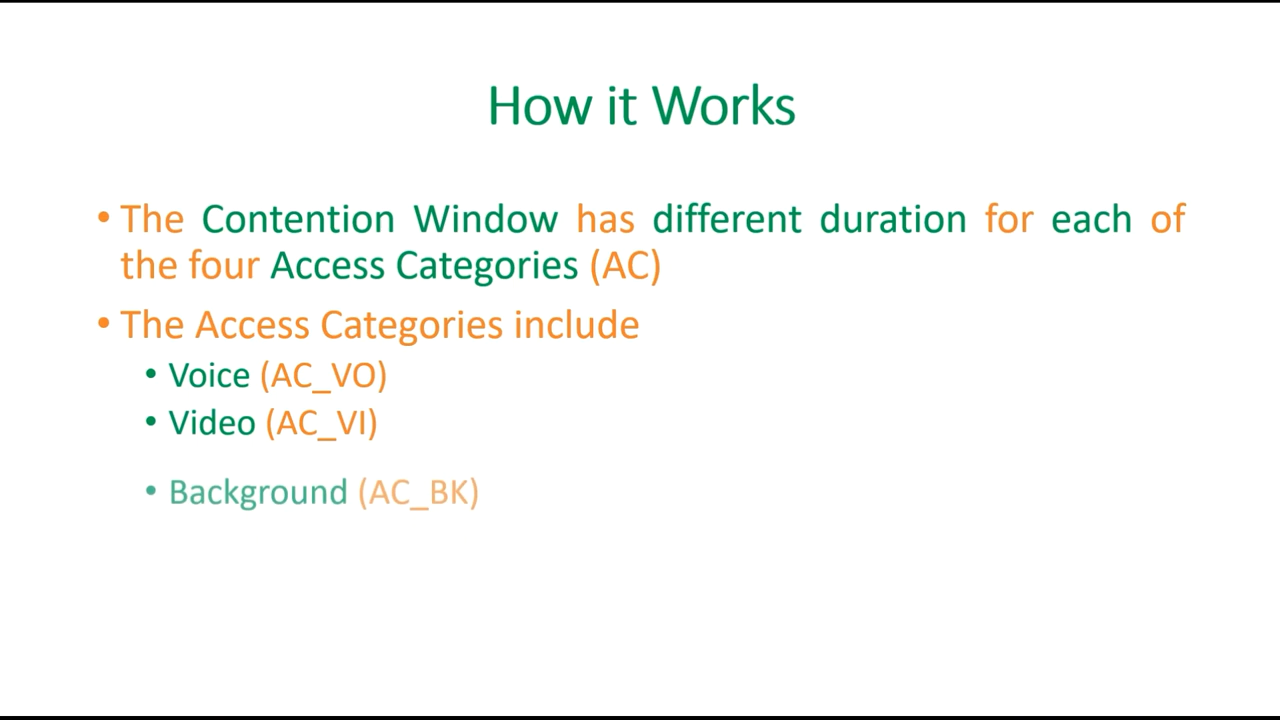 How it Works
• The Contention Window has different duration for each of
the four Access Categories (AC)
• The Access Categories include
• Voice (AC_VO)
• Video (AC_VI)
• Background (AC_BK)